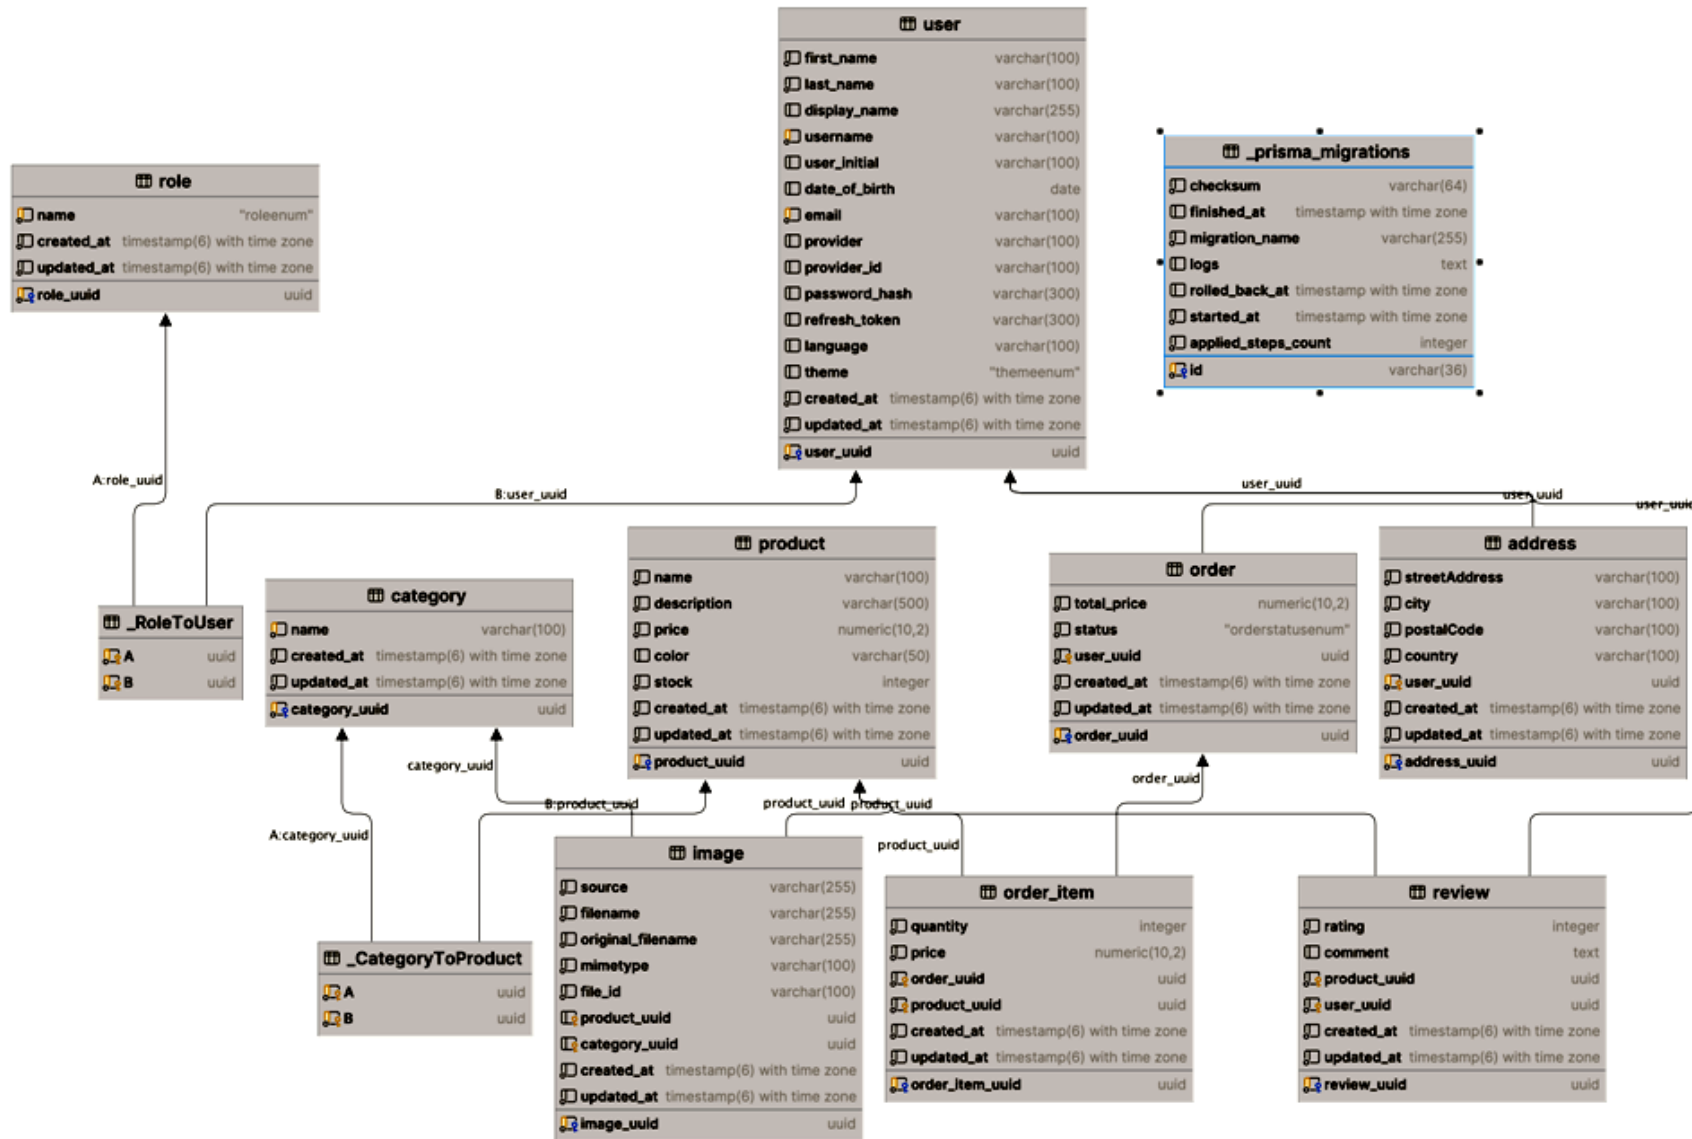 user
first_name varchar(100)
last_name varchar(100)
display_name varchar(255)
username varchar(100)
user_initial varchar(100)
date_of_birth date
email varchar(100)
provider varchar(100)
provider_id varchar(100)
password_hash varchar(300)
refresh_token varchar(300)
language varchar(100)
theme "themeenum"
created_at timestamp(6) with time zone
updated_at timestamp(6) with time zone
user_uuid uuid
_prisma_migrations
checksum varchar(64)
finished_at timestamp with time zone
migration_name varchar(255)
logs text
rolled_back_at timestamp with time zone
started_at timestamp with time zone
applied_steps_count integer
id varchar(36)
role
name "roleenum"
created_at timestamp(6) with time zone
updated_at timestamp(6) with time zone
role_uuid uuid
A:role_uuid
B:user_uuid
user_uuid
user_uuid
user_uuid
_RoleToUser
A uuid
B uuid
category
name varchar(100)
created_at timestamp(6) with time zone
updated_at timestamp(6) with time zone
category_uuid uuid
product
name varchar(100)
description varchar(500)
price numeric(10,2)
color varchar(50)
stock integer
created_at timestamp(6) with time zone
updated_at timestamp(6) with time zone
product_uuid uuid
order
total_price numeric(10,2)
status "orderstatusenum"
user_uuid uuid
created_at timestamp(6) with time zone
updated_at timestamp(6) with time zone
order_uuid uuid
address
streetAddress varchar(100)
city varchar(100)
postalCode varchar(100)
country varchar(100)
user_uuid uuid
created_at timestamp(6) with time zone
updated_at timestamp(6) with time zone
address_uuid uuid
category_uuid
order_uuid
B:product_uuid
product_uuid
product_uuid
A:category_uuid
product_uuid
_CategoryToProduct
A uuid
B uuid
image
source varchar(255)
filename varchar(255)
original_filename varchar(255)
mimetype varchar(100)
file_id varchar(100)
product_uuid uuid
category_uuid uuid
created_at timestamp(6) with time zone
updated_at timestamp(6) with time zone
image_uuid uuid
order_item
quantity integer
price numeric(10,2)
order_uuid uuid
product_uuid uuid
created_at timestamp(6) with time zone
updated_at timestamp(6) with time zone
order_item_uuid uuid
review
rating integer
comment text
product_uuid uuid
user_uuid uuid
created_at timestamp(6) with time zone
updated_at timestamp(6) with time zone
review_uuid uuid